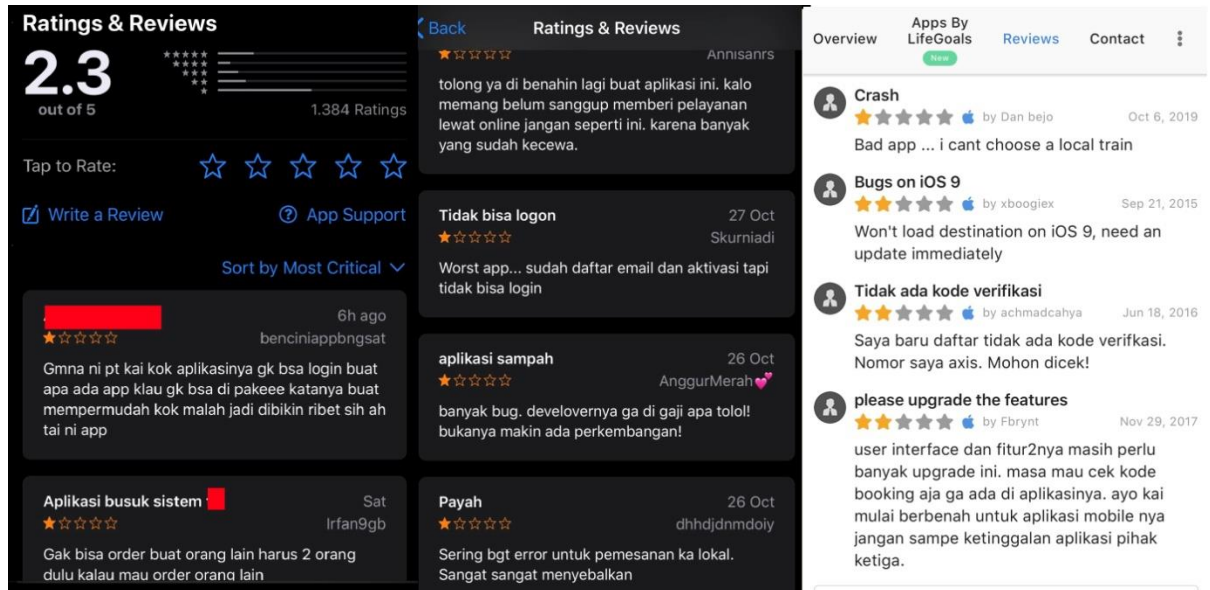 Ratings & Reviews
2.3
out of 5
1.384 Ratings
Tap to Rate:
Write a Review
App Support
Sort by Most Critical
6h ago
benciniappbngsat
Gmna ni pt kai kok aplikasinya gk bsa login buat
apa ada app klau gk bsa di pakeee katanya buat
mempermudah kok malah jadi dibikin ribet sih ah
tai ni app
Aplikasi busuk sistem
Sat
Irfan9gb
Gak bisa order buat orang lain harus 2 orang
dulu kalau mau order orang lain
Back
Ratings & Reviews
Annisanrs
tolong ya di benahin lagi buat aplikasi ini. kalo
memang belum sanggup memberi pelayanan
lewat online jangan seperti ini. karena banyak
yang sudah kecewa.
Tidak bisa logon
27 Oct
Skurniadi
Worst app... sudah daftar email dan aktivasi tapi
tidak bisa login
aplikasi sampah
26 Oct
AnggurMerah💕
banyak bug. develovernya ga di gaji apa tolol!
bukanya makin ada perkembangan!
Payah
26 Oct
dhhdjdnmdoiy
Sering bgt error untuk pemesanan ka lokal.
Sangat sangat menyebalkan
Overview
Apps By
LifeGoals
New
Reviews
Contact
Crash
by Dan bejo
Oct 6, 2019
Bad app ... i cant choose a local train
Bugs on iOS 9
by xboogiex
Sep 21, 2015
Won't load destination on iOS 9, need an
update immediately
Tidak ada kode verifikasi
by achmadcahya
Jun 18, 2016
Saya baru daftar tidak ada kode verifkasi.
Nomor saya axis. Mohon dicek!
please upgrade the features
by Fbrynt
Nov 29, 2017
user interface dan fitur2nya masih perlu
banyak upgrade ini. masa mau cek kode
booking aja ga ada di aplikasinya. ayo kai
mulai berbenah untuk aplikasi mobile nya
jangan sampe ketinggalan aplikasi pihak
ketiga.